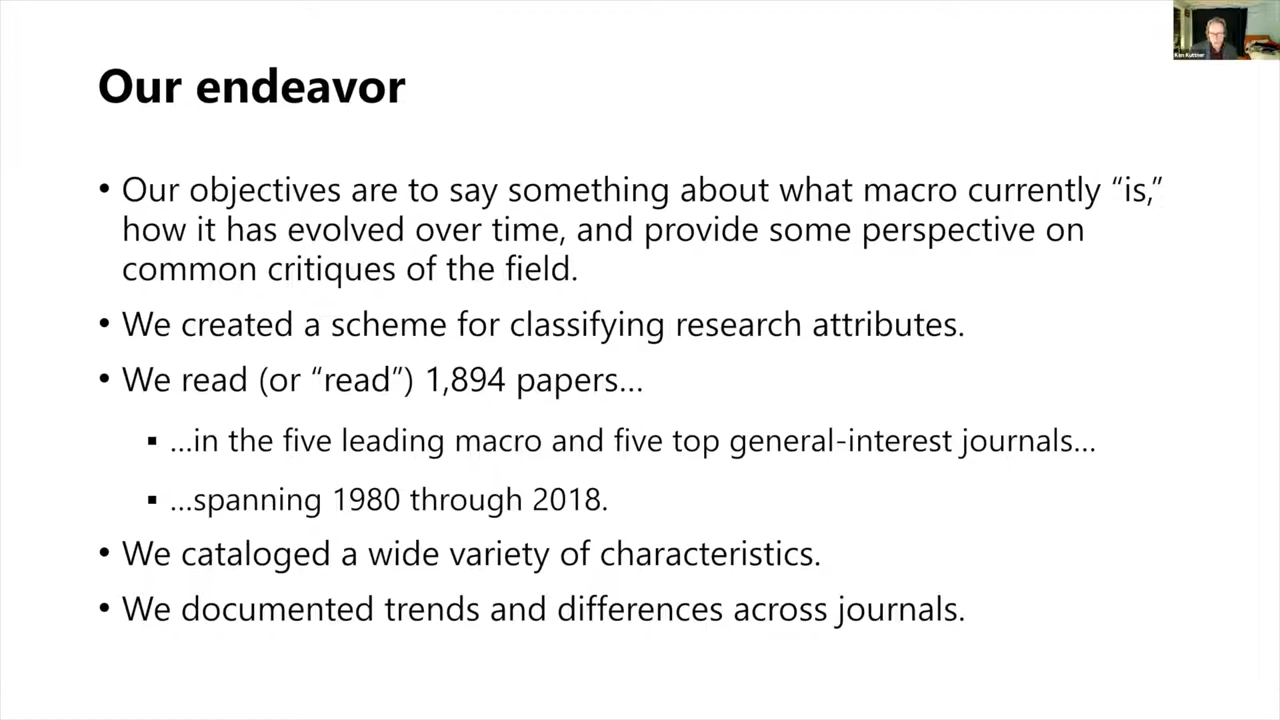 Ken Kuttner
Our endeavor
• Our objectives are to say something about what macro currently “is,”
how it has evolved over time, and provide some perspective on
common critiques of the field.
• We created a scheme for classifying research attributes.
• We read (or “read”) 1,894 papers...
▪ ...in the five leading macro and five top general-interest journals...
▪ ...spanning 1980 through 2018.
• We cataloged a wide variety of characteristics.
• We documented trends and differences across journals.